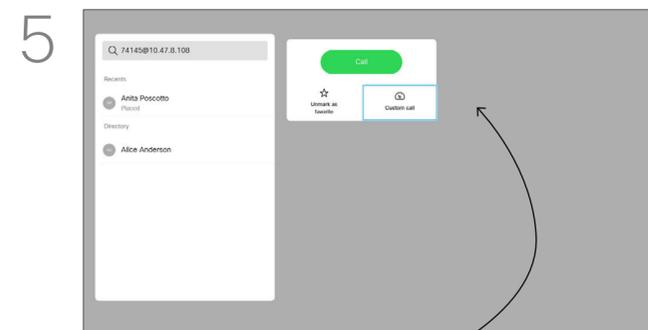 5
74145@10.47.8.108
Call
Recents
Unmark as
favorite
Custom call
Anita Poscotto
Placed
Directory
Alice Anderson